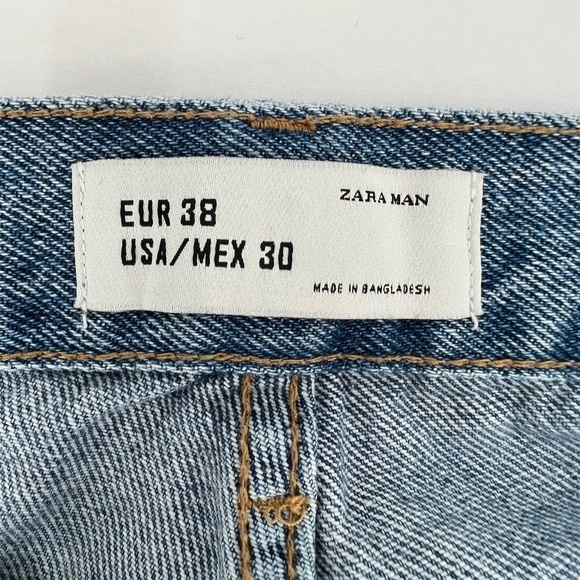 ZARA MAN
EUR 38
USA/MEX 30
MADE IN BANGLADESH